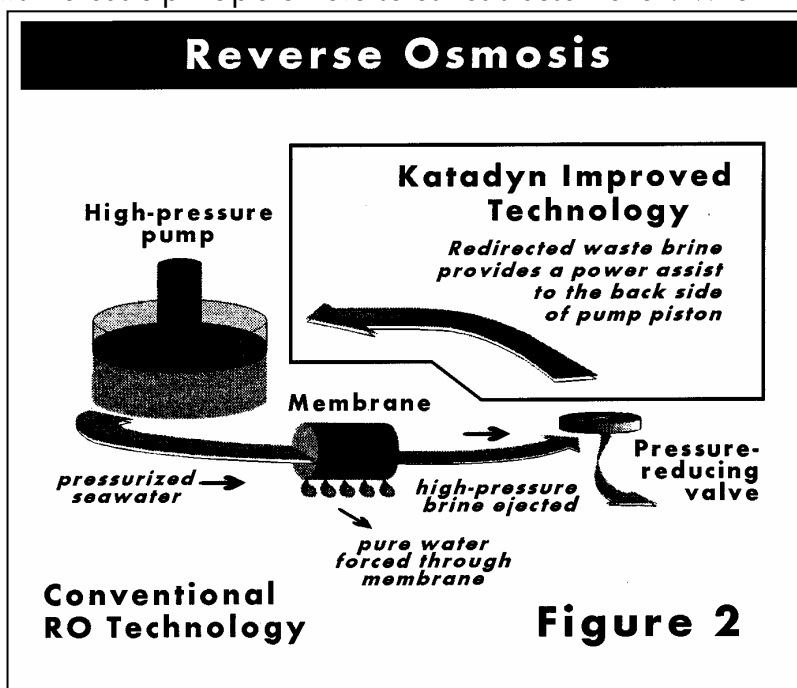 Reverse Osmosis
Katadyn Improved
Technology
Redirected waste brine
provides a power assist
to the back side
of pump piston
High-pressure
pump
Membrane
pressurized
seawater
high-pressure
brine ejected
Pressure-
reducing
valve
pure water
forced through
membrane
Conventional
RO Technology
Figure 2